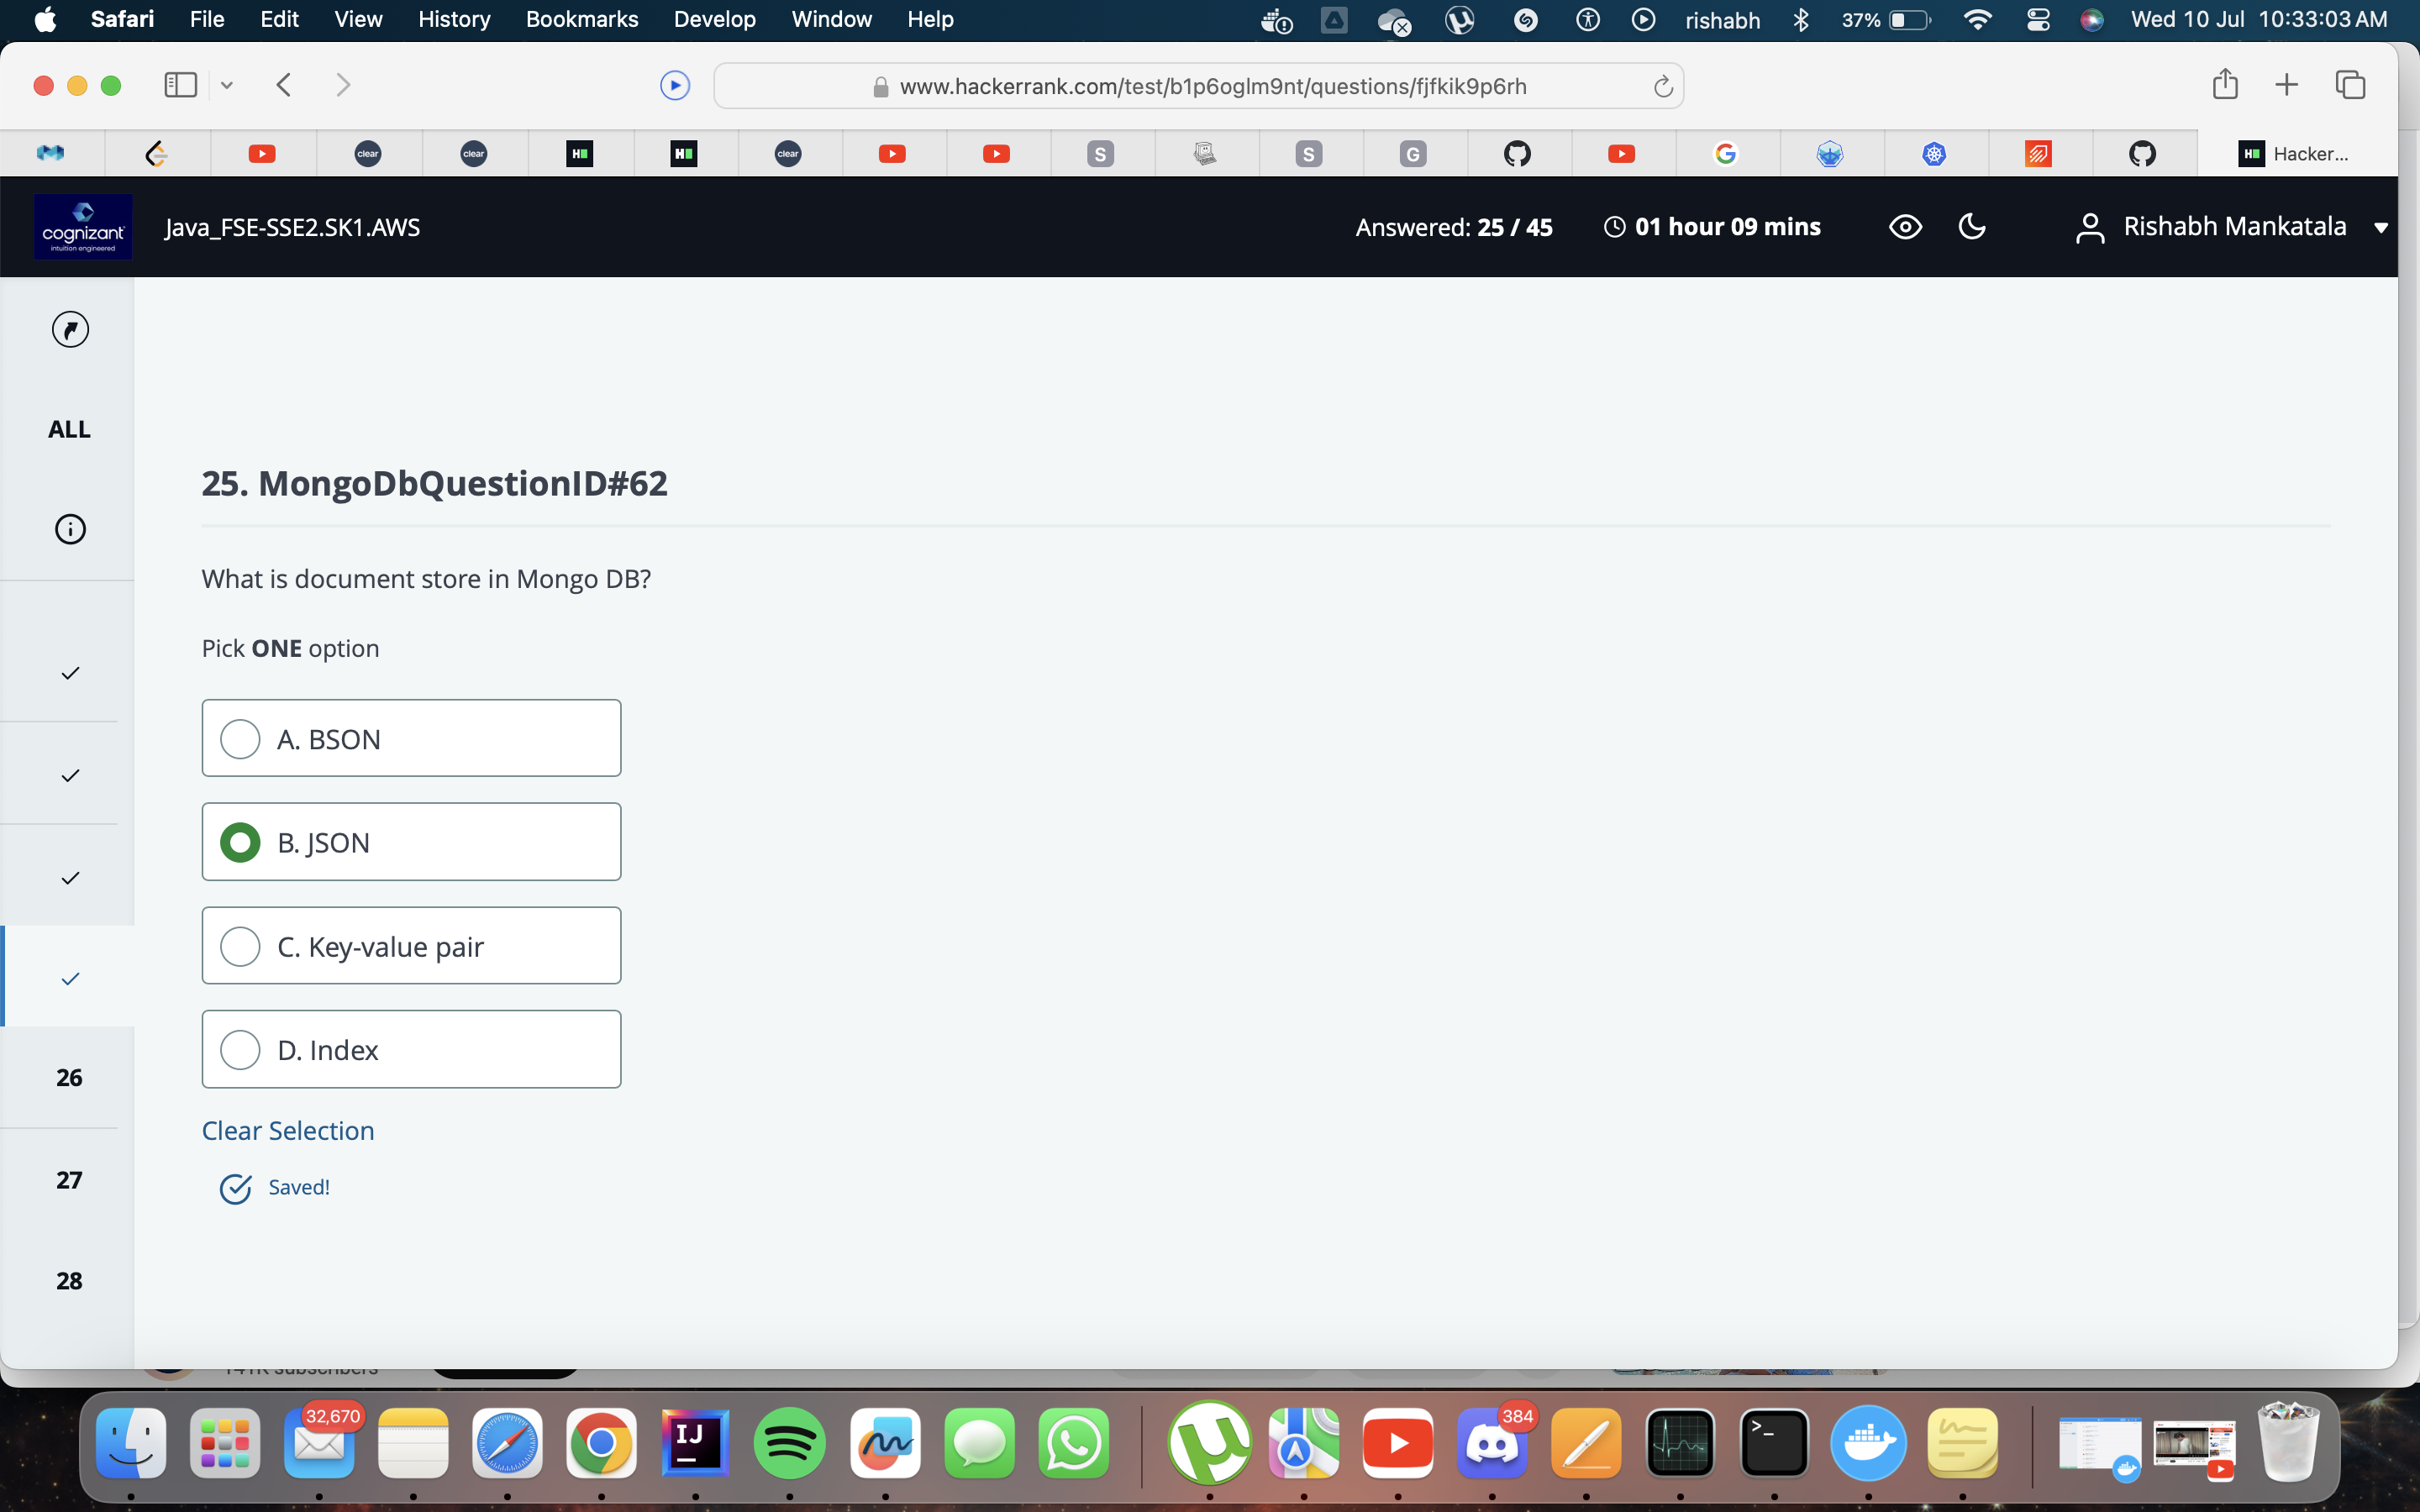 Safari File Edit View History Bookmarks Develop Window Help rishabh 37% Wed 10 Jul 10:33:03 AM
www.hackerrank.com/test/b1p6oglm9nt/questions/fjfkik9p6rh
clear clear H H clear S S G H Hacker...
cognizant
intuition engineered
Java_FSE-SSE2.SK1.AWS
Answered: 25 / 45
01 hour 09 mins
Rishabh Mankatala
ALL
25. MongoDbQuestionID#62
What is document store in Mongo DB?
Pick ONE option
A. BSON
B. JSON
C. Key-value pair
D. Index
26
Clear Selection
27
Saved!
28
32,670
IJ
384
>_